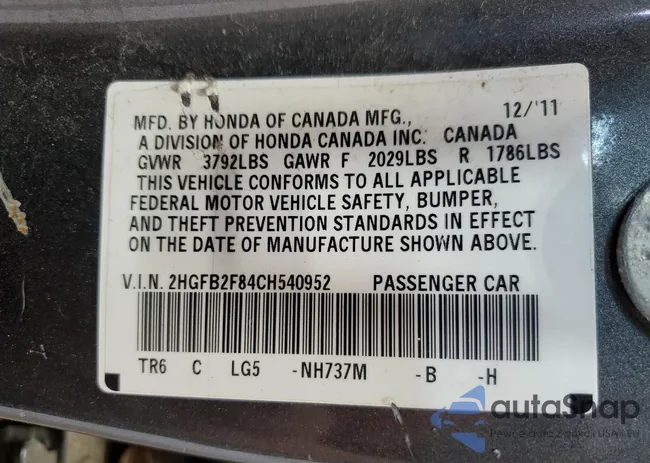 MFD. BY HONDA OF CANADA MFG., 12/'11
A DIVISION OF HONDA CANADA INC. CANADA
GVWR 3792LBS GAWR F 2029LBS R 1786LBS
THIS VEHICLE CONFORMS TO ALL APPLICABLE
FEDERAL MOTOR VEHICLE SAFETY, BUMPER,
AND THEFT PREVENTION STANDARDS IN EFFECT
ON THE DATE OF MANUFACTURE SHOWN ABOVE.
V.I.N. 2HGFB2F84CH540952 PASSENGER CAR
TR6 C LG5 -NH737M -B -H
autoSnap